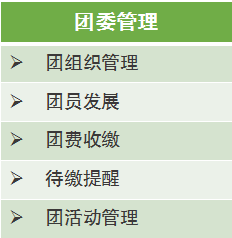 团委管理
➢ 团组织管理
➢ 团员发展
➢ 团费收缴
➢ 待缴提醒
➢ 团活动管理